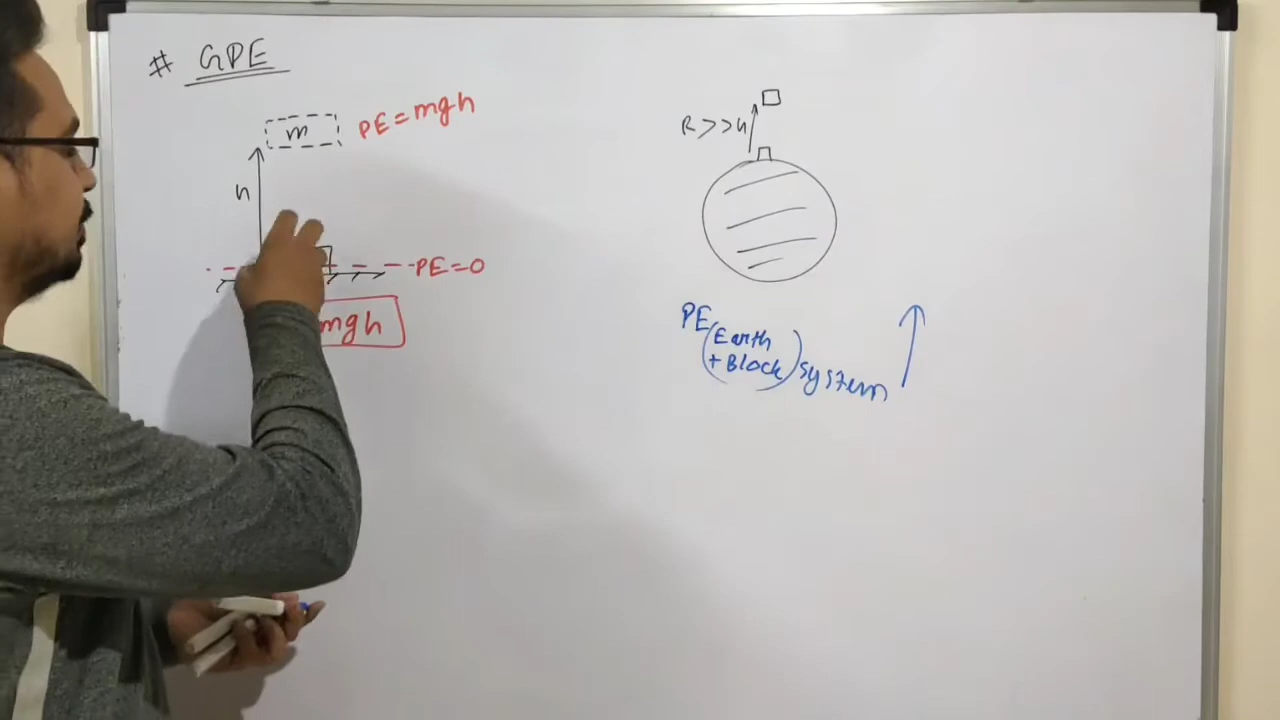 # GPE
m
PE = mgh
h
PE = 0
mgh
R >> h
PE (Earth
+ Block) system ↑